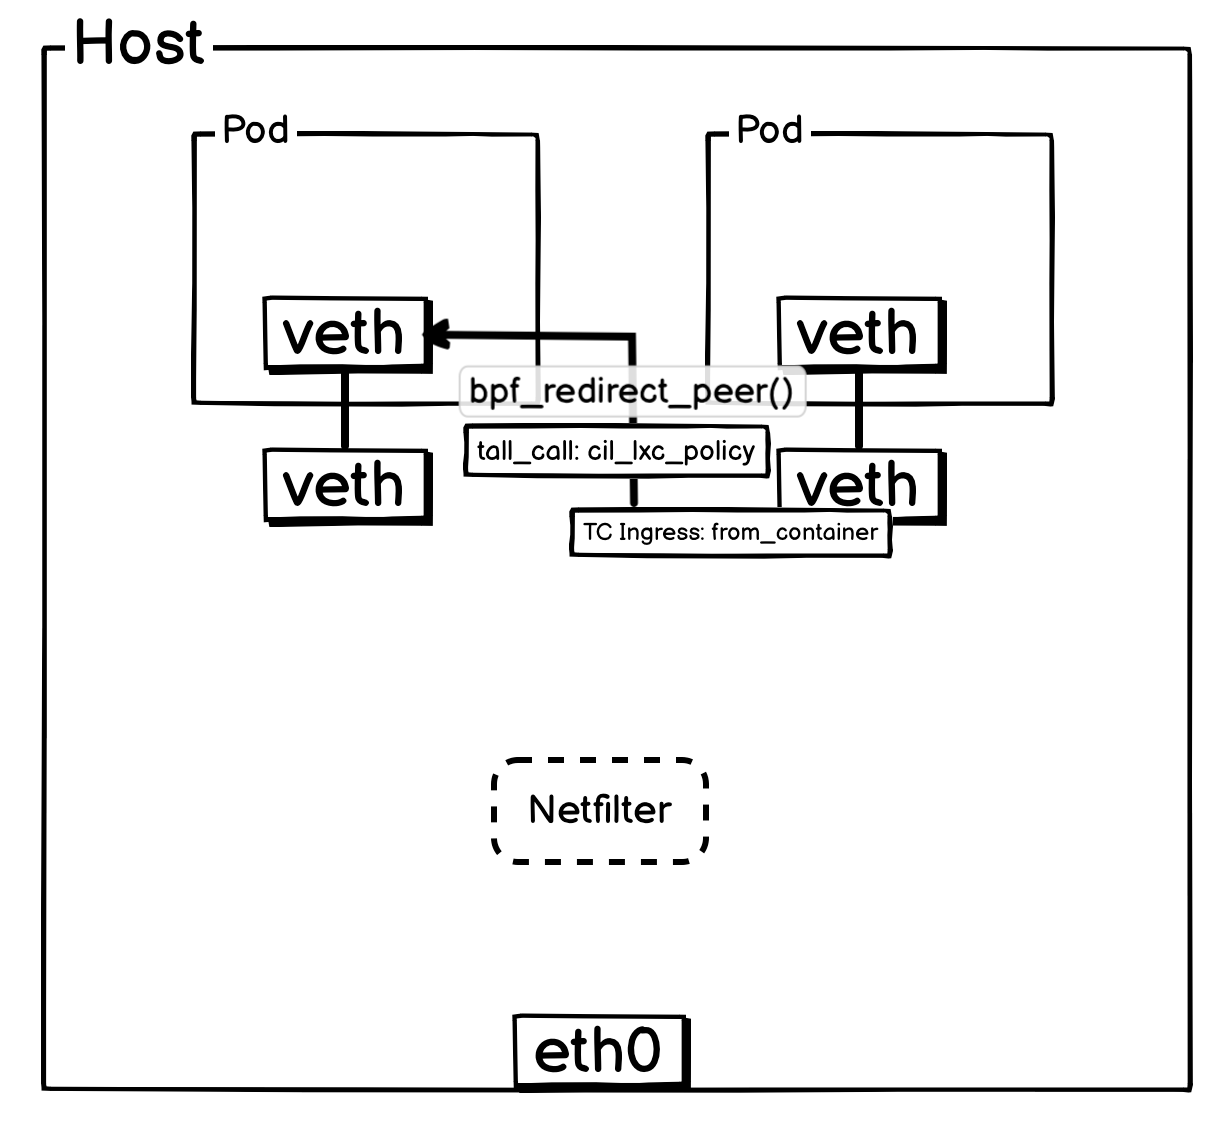 Host
Pod
Pod
veth
veth
bpf_redirect_peer()
tall_call: cil_lxc_policy
veth
veth
TC Ingress: from_container
Netfilter
eth0